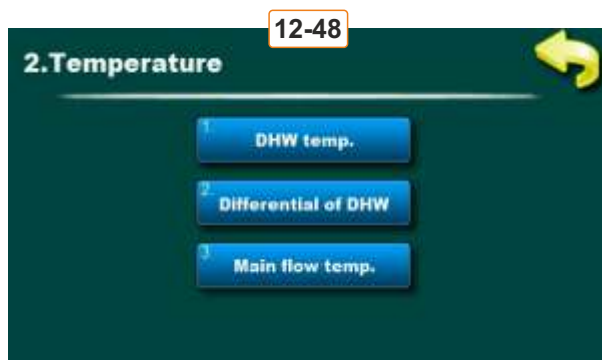 12-48
2.Temperature
1.
DHW temp.
2.
Differential of DHW
3
Main flow temp.